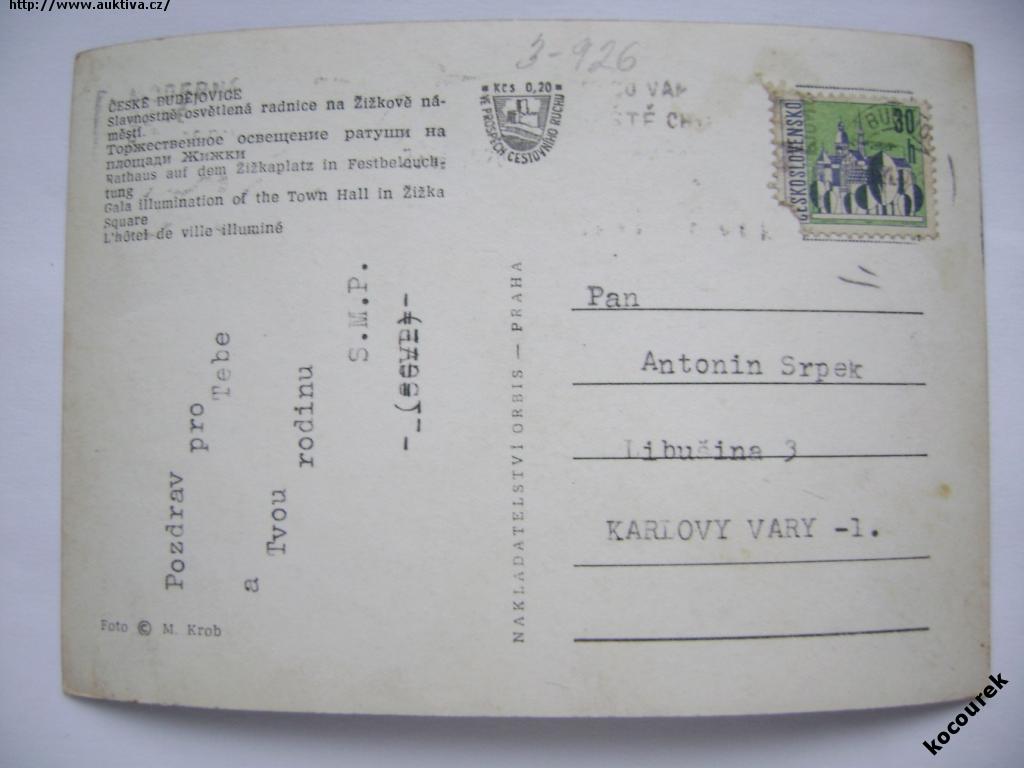 http://www.auktiva.cz/
3-926
ČESKÉ BUDĚJOVICE
Slavnostně osvětlená radnice na Žižkově ná-
městí
Торжественное освещение ратуши на
площади Жижки
Rathaus auf dem Žižkaplatz in Festbeleuch-
tung
Gala illumination of the Town Hall in Žižka
Square
L'hôtel de ville illuminé
Kčs 0,20
VE PROSPĚCH CESTOVNÍHO RUCHU
ČESKOSLOVENSKO
30
h
Pozdrav pro
Tebe
a Tvou rodinu
S.M.P.
Foto © M. Krob
NAKLADATELSTVÍ ORBIS — PRAHA
Pan
Antonin Srpek
Libušina 3
KARLOVY VARY -1.
kocourek